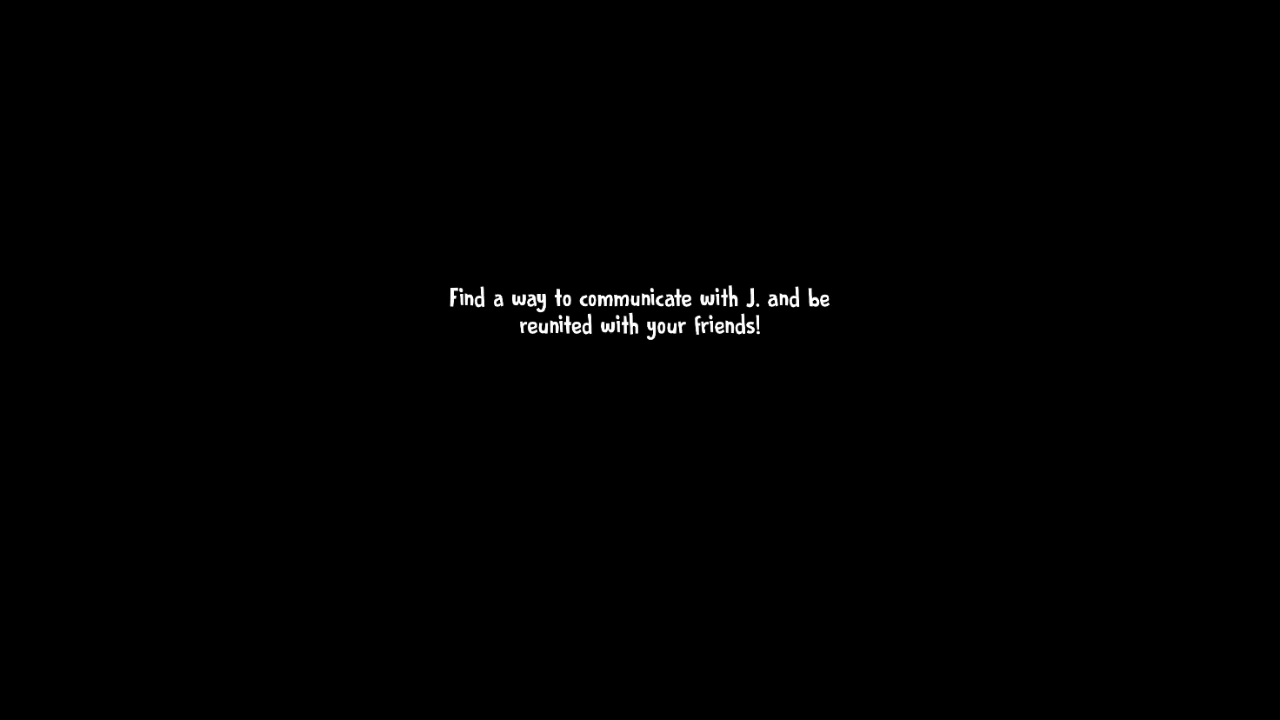 Find a way to communicate with J. and be
reunited with your friends!